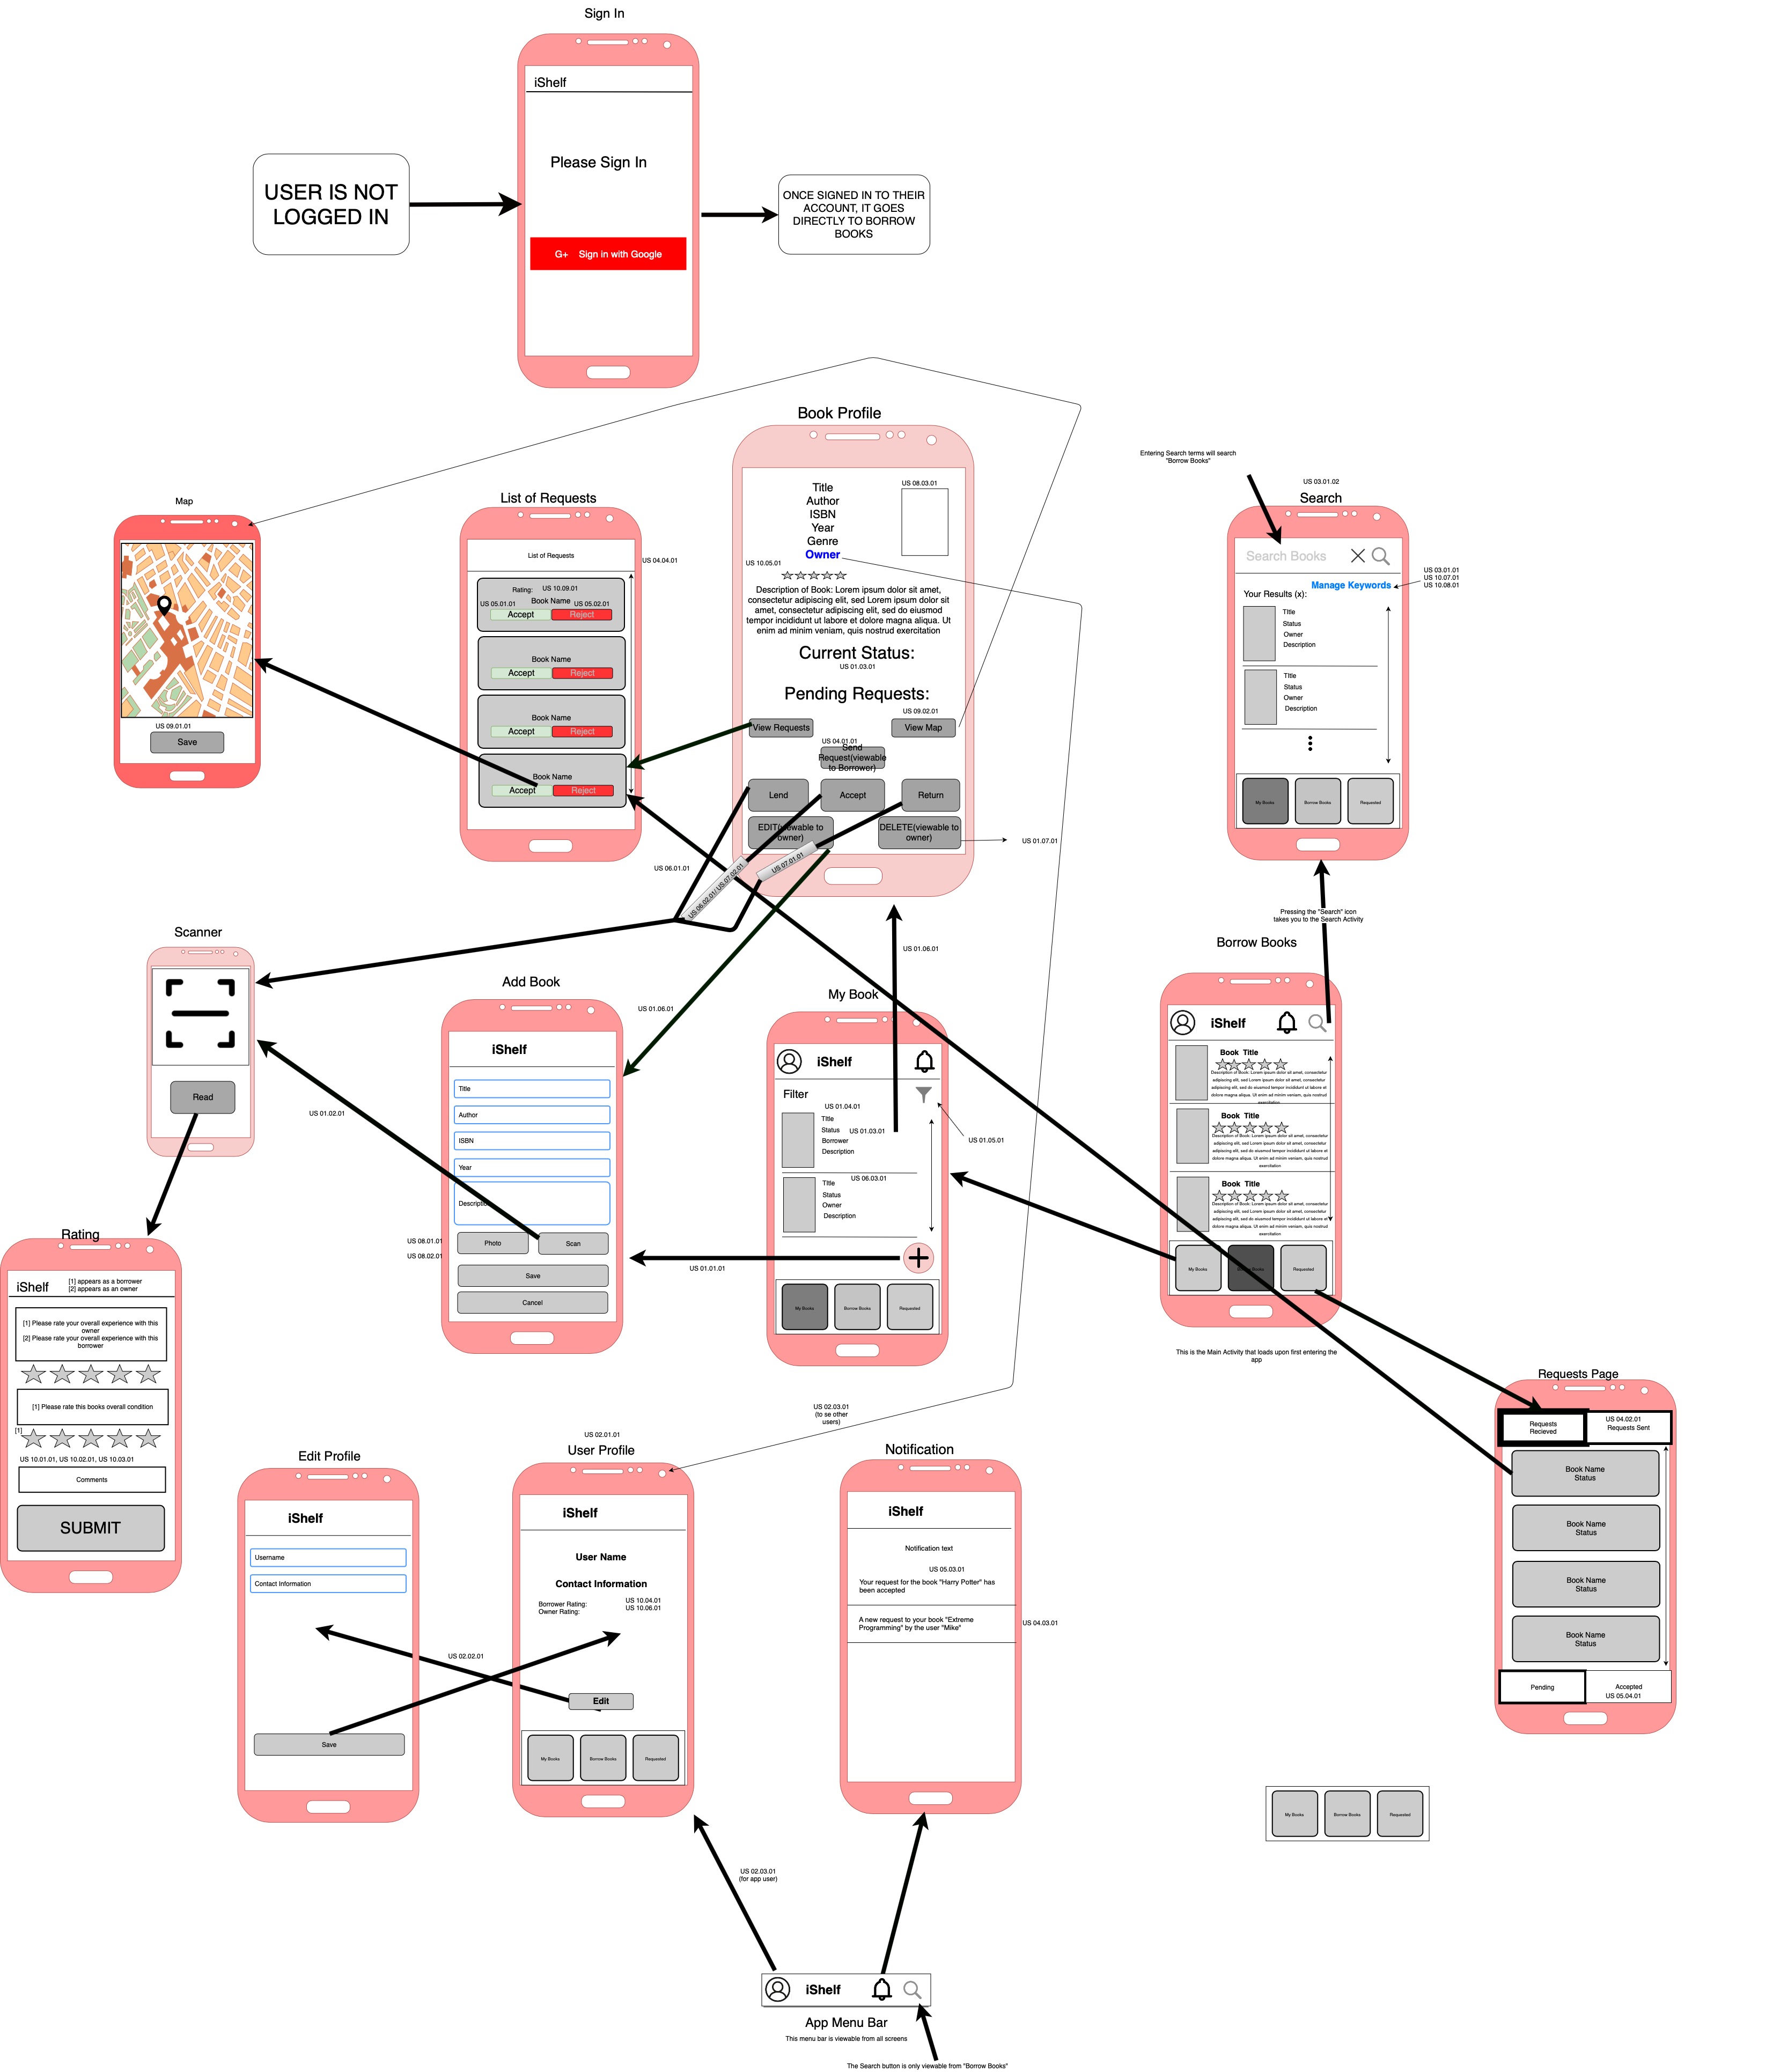 Sign In
iShelf
Please Sign In
G+ Sign in with Google
USER IS NOT
LOGGED IN
ONCE SIGNED IN TO THEIR
ACCOUNT, IT GOES
DIRECTLY TO BORROW
BOOKS
Book Profile
Title
Author
ISBN
Year
Genre
Owner
US 08.03.01
US 10.05.01
Description of Book: Lorem ipsum dolor sit amet,
consectetur adipiscing elit, sed Lorem ipsum dolor sit
amet, consectetur adipiscing elit, sed do eiusmod
tempor incididunt ut labore et dolore magna aliqua. Ut
enim ad minim veniam, quis nostrud exercitation
Current Status:
US 01.03.01
Pending Requests:
US 09.02.01
View Requests
View Map
US 04.01.01
Send
Request(viewable
to Borrower)
Lend
Accept
Return
EDIT(viewable to
owner)
DELETE(viewable to
owner)
US 01.07.01
US 06.01.01
US 06.02.01/ US 07.02.01
US 07.01.01
Map
US 09.01.01
Save
List of Requests
List of Requests
US 04.04.01
Rating:
US 10.09.01
US 05.01.01
Book Name
US 05.02.01
Accept
Reject
Book Name
Accept
Reject
Book Name
Accept
Reject
Book Name
Accept
Reject
Entering Search terms will search
"Borrow Books"
US 03.01.02
Search
Search Books
Manage Keywords
US 03.01.01
US 10.07.01
US 10.08.01
Your Results (x):
Title
Status
Owner
Description
Title
Status
Owner
Description
My Books
Borrow Books
Requested
Pressing the "Search" icon
takes you to the Search Activity
Borrow Books
iShelf
Book Title
Description of Book: Lorem ipsum dolor sit amet, consectetur
adipiscing elit, sed Lorem ipsum dolor sit amet, consectetur
adipiscing elit, sed do eiusmod tempor incididunt ut labore et
dolore magna aliqua. Ut enim ad minim veniam, quis nostrud
exercitation
Book Title
Description of Book: Lorem ipsum dolor sit amet, consectetur
adipiscing elit, sed Lorem ipsum dolor sit amet, consectetur
adipiscing elit, sed do eiusmod tempor incididunt ut labore et
dolore magna aliqua. Ut enim ad minim veniam, quis nostrud
exercitation
Book Title
Description of Book: Lorem ipsum dolor sit amet, consectetur
adipiscing elit, sed Lorem ipsum dolor sit amet, consectetur
adipiscing elit, sed do eiusmod tempor incididunt ut labore et
dolore magna aliqua. Ut enim ad minim veniam, quis nostrud
exercitation
My Books
Books
Requested
This is the Main Activity that loads upon first entering the
app
Scanner
Read
US 01.02.01
Add Book
US 01.06.01
iShelf
Title
Author
ISBN
Year
Description
US 08.01.01
US 08.02.01
Photo
Scan
Save
Cancel
US 01.01.01
My Book
US 01.06.01
iShelf
Filter
US 01.04.01
Title
Status
US 01.03.01
Borrower
Description
US 01.05.01
US 06.03.01
Title
Status
Owner
Description
My Books
Borrow Books
Requested
Rating
iShelf
[1] appears as a borrower
[2] appears as an owner
[1] Please rate your overall experience with this
owner
[2] Please rate your overall experience with this
borrower
[1] Please rate this books overall condition
[1]
US 10.01.01, US 10.02.01, US 10.03.01
Comments
SUBMIT
Requests Page
Requests
Recieved
US 04.02.01
Requests Sent
Book Name
Status
Book Name
Status
Book Name
Status
Book Name
Status
Pending
Accepted
US 05.04.01
Edit Profile
iShelf
Username
Contact Information
Save
US 02.02.01
US 02.01.01
User Profile
US 02.03.01
(to se other
users)
iShelf
User Name
Contact Information
Borrower Rating:
Owner Rating:
US 10.04.01
US 10.06.01
Edit
My Books
Borrow Books
Requested
Notification
iShelf
Notification text
US 05.03.01
Your request for the book "Harry Potter" has
been accepted
A new request to your book "Extreme
Programming" by the user "Mike"
US 04.03.01
My Books
Borrow Books
Requested
US 02.03.01
(for app user)
iShelf
App Menu Bar
This menu bar is viewable from all screens
The Search button is only viewable from "Borrow Books"